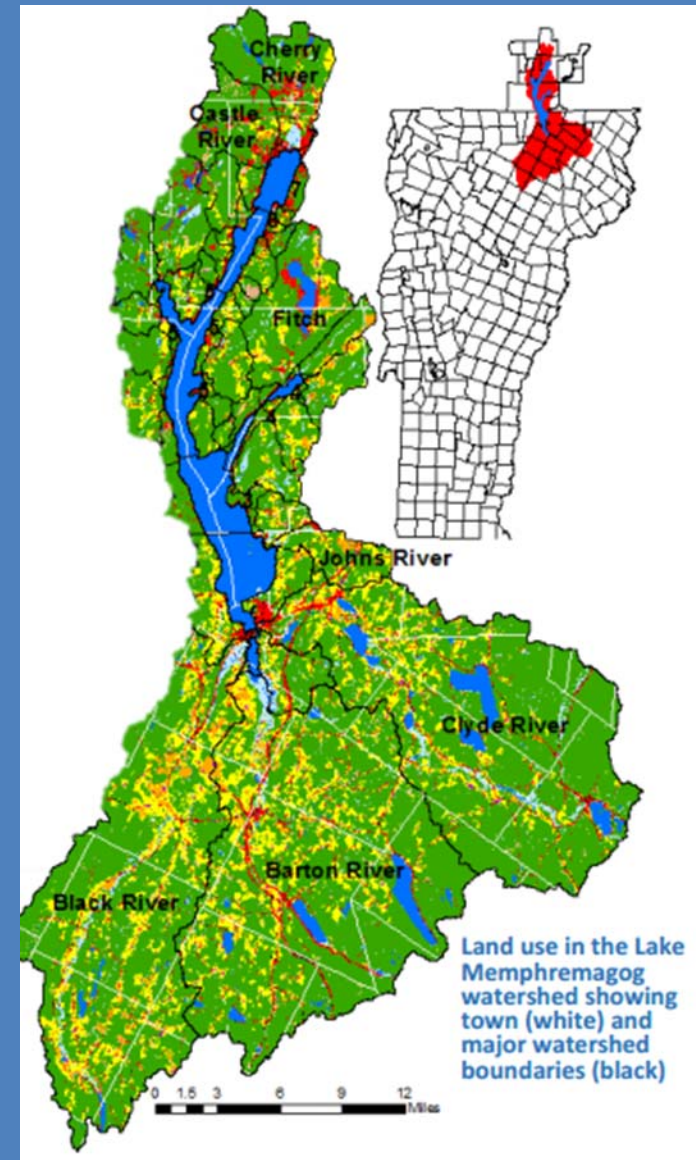 Cherry
River
Castle
River
Fitch
Johns River
Clyde River
Barton River
Black River
Land use in the Lake
Memphremagog
watershed showing
town (white) and
major watershed
boundaries (black)
0 1.5 3 6 9 12
Miles